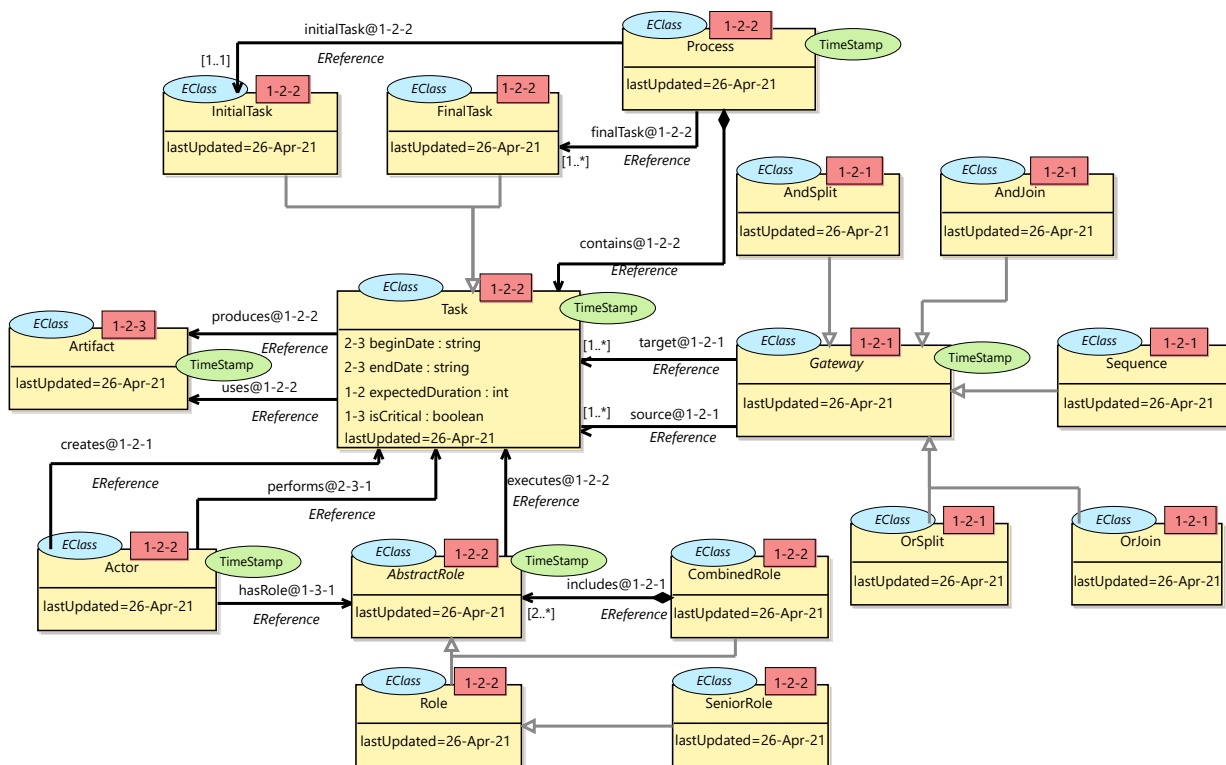 initialTask@1-2-2
EReference
[1..1]
EClass
1-2-2
Process
TimeStamp
lastUpdated=26-Apr-21
EClass
1-2-2
InitialTask
lastUpdated=26-Apr-21
EClass
1-2-2
FinalTask
lastUpdated=26-Apr-21
finalTask@1-2-2
[1..*]
EReference
EClass
1-2-1
AndSplit
lastUpdated=26-Apr-21
EClass
1-2-1
AndJoin
lastUpdated=26-Apr-21
contains@1-2-2
EReference
EClass
1-2-2
Task
TimeStamp
2-3 beginDate : string
2-3 endDate : string
1-2 expectedDuration : int
1-3 isCritical : boolean
lastUpdated=26-Apr-21
EClass
1-2-3
Artifact
TimeStamp
lastUpdated=26-Apr-21
produces@1-2-2
EReference
uses@1-2-2
EReference
[1..*]
target@1-2-1
EReference
[1..*]
source@1-2-1
EReference
EClass
1-2-1
Gateway
TimeStamp
lastUpdated=26-Apr-21
EClass
1-2-1
Sequence
lastUpdated=26-Apr-21
creates@1-2-1
EReference
performs@2-3-1
EReference
executes@1-2-2
EReference
EClass
1-2-1
OrSplit
lastUpdated=26-Apr-21
EClass
1-2-1
OrJoin
lastUpdated=26-Apr-21
EClass
1-2-2
Actor
TimeStamp
lastUpdated=26-Apr-21
hasRole@1-3-1
EReference
EClass
1-2-2
AbstractRole
TimeStamp
lastUpdated=26-Apr-21
includes@1-2-1
EReference
[2..*]
EClass
1-2-2
CombinedRole
lastUpdated=26-Apr-21
EClass
1-2-2
Role
lastUpdated=26-Apr-21
EClass
1-2-2
SeniorRole
lastUpdated=26-Apr-21